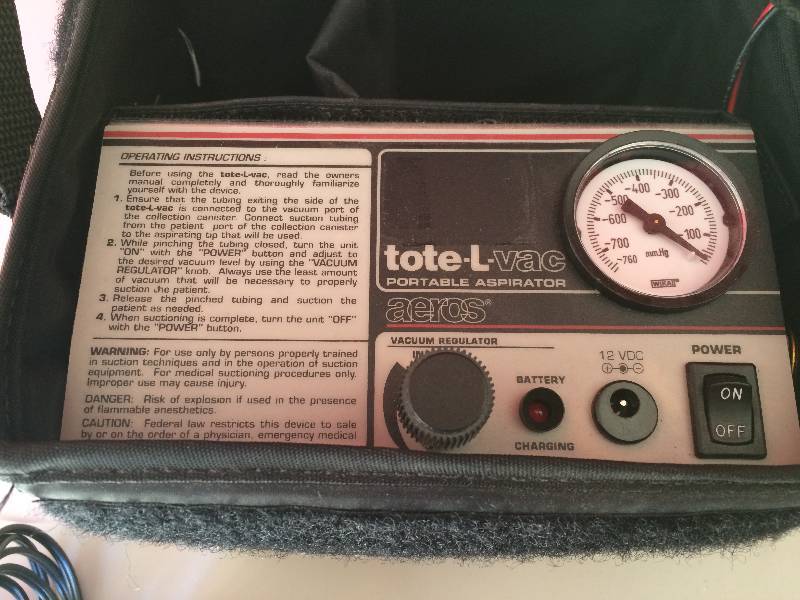 OPERATING INSTRUCTIONS :
Before using the tote-L-vac, read the owners
manual completely and thoroughly familiarize
yourself with the device.
1. Ensure that the tubing exiting the side of the
tote-L-vac is connected to the vacuum port of
the collection canister. Connect suction tubing
from the patient port of the collection canister
to the aspirating tip that will be used.
2. While pinching the tubing closed, turn the unit
"ON" with the "POWER" button and adjust to
the desired vacuum level by using the "VACUUM
REGULATOR" knob. Always use the least amount
of vacuum that will be necessary to properly
suction the patient.
3. Release the pinched tubing and suction the
patient as needed.
4. When suctioning is complete, turn the unit "OFF"
with the "POWER" button.
WARNING: For use only by persons properly trained
in suction techniques and in the operation of suction
equipment. For medical suctioning procedures only.
Improper use may cause injury.
DANGER: Risk of explosion if used in the presence
of flammable anesthetics.
CAUTION: Federal law restricts this device to sale
by or on the order of a physician, emergency medical
tote-L-vac
PORTABLE ASPIRATOR
aeros®
-760
-700
-600
-500
-400
-300
-200
-100
mm.Hg
WIKA
VACUUM REGULATOR
BATTERY
CHARGING
12 VDC
POWER
ON
OFF